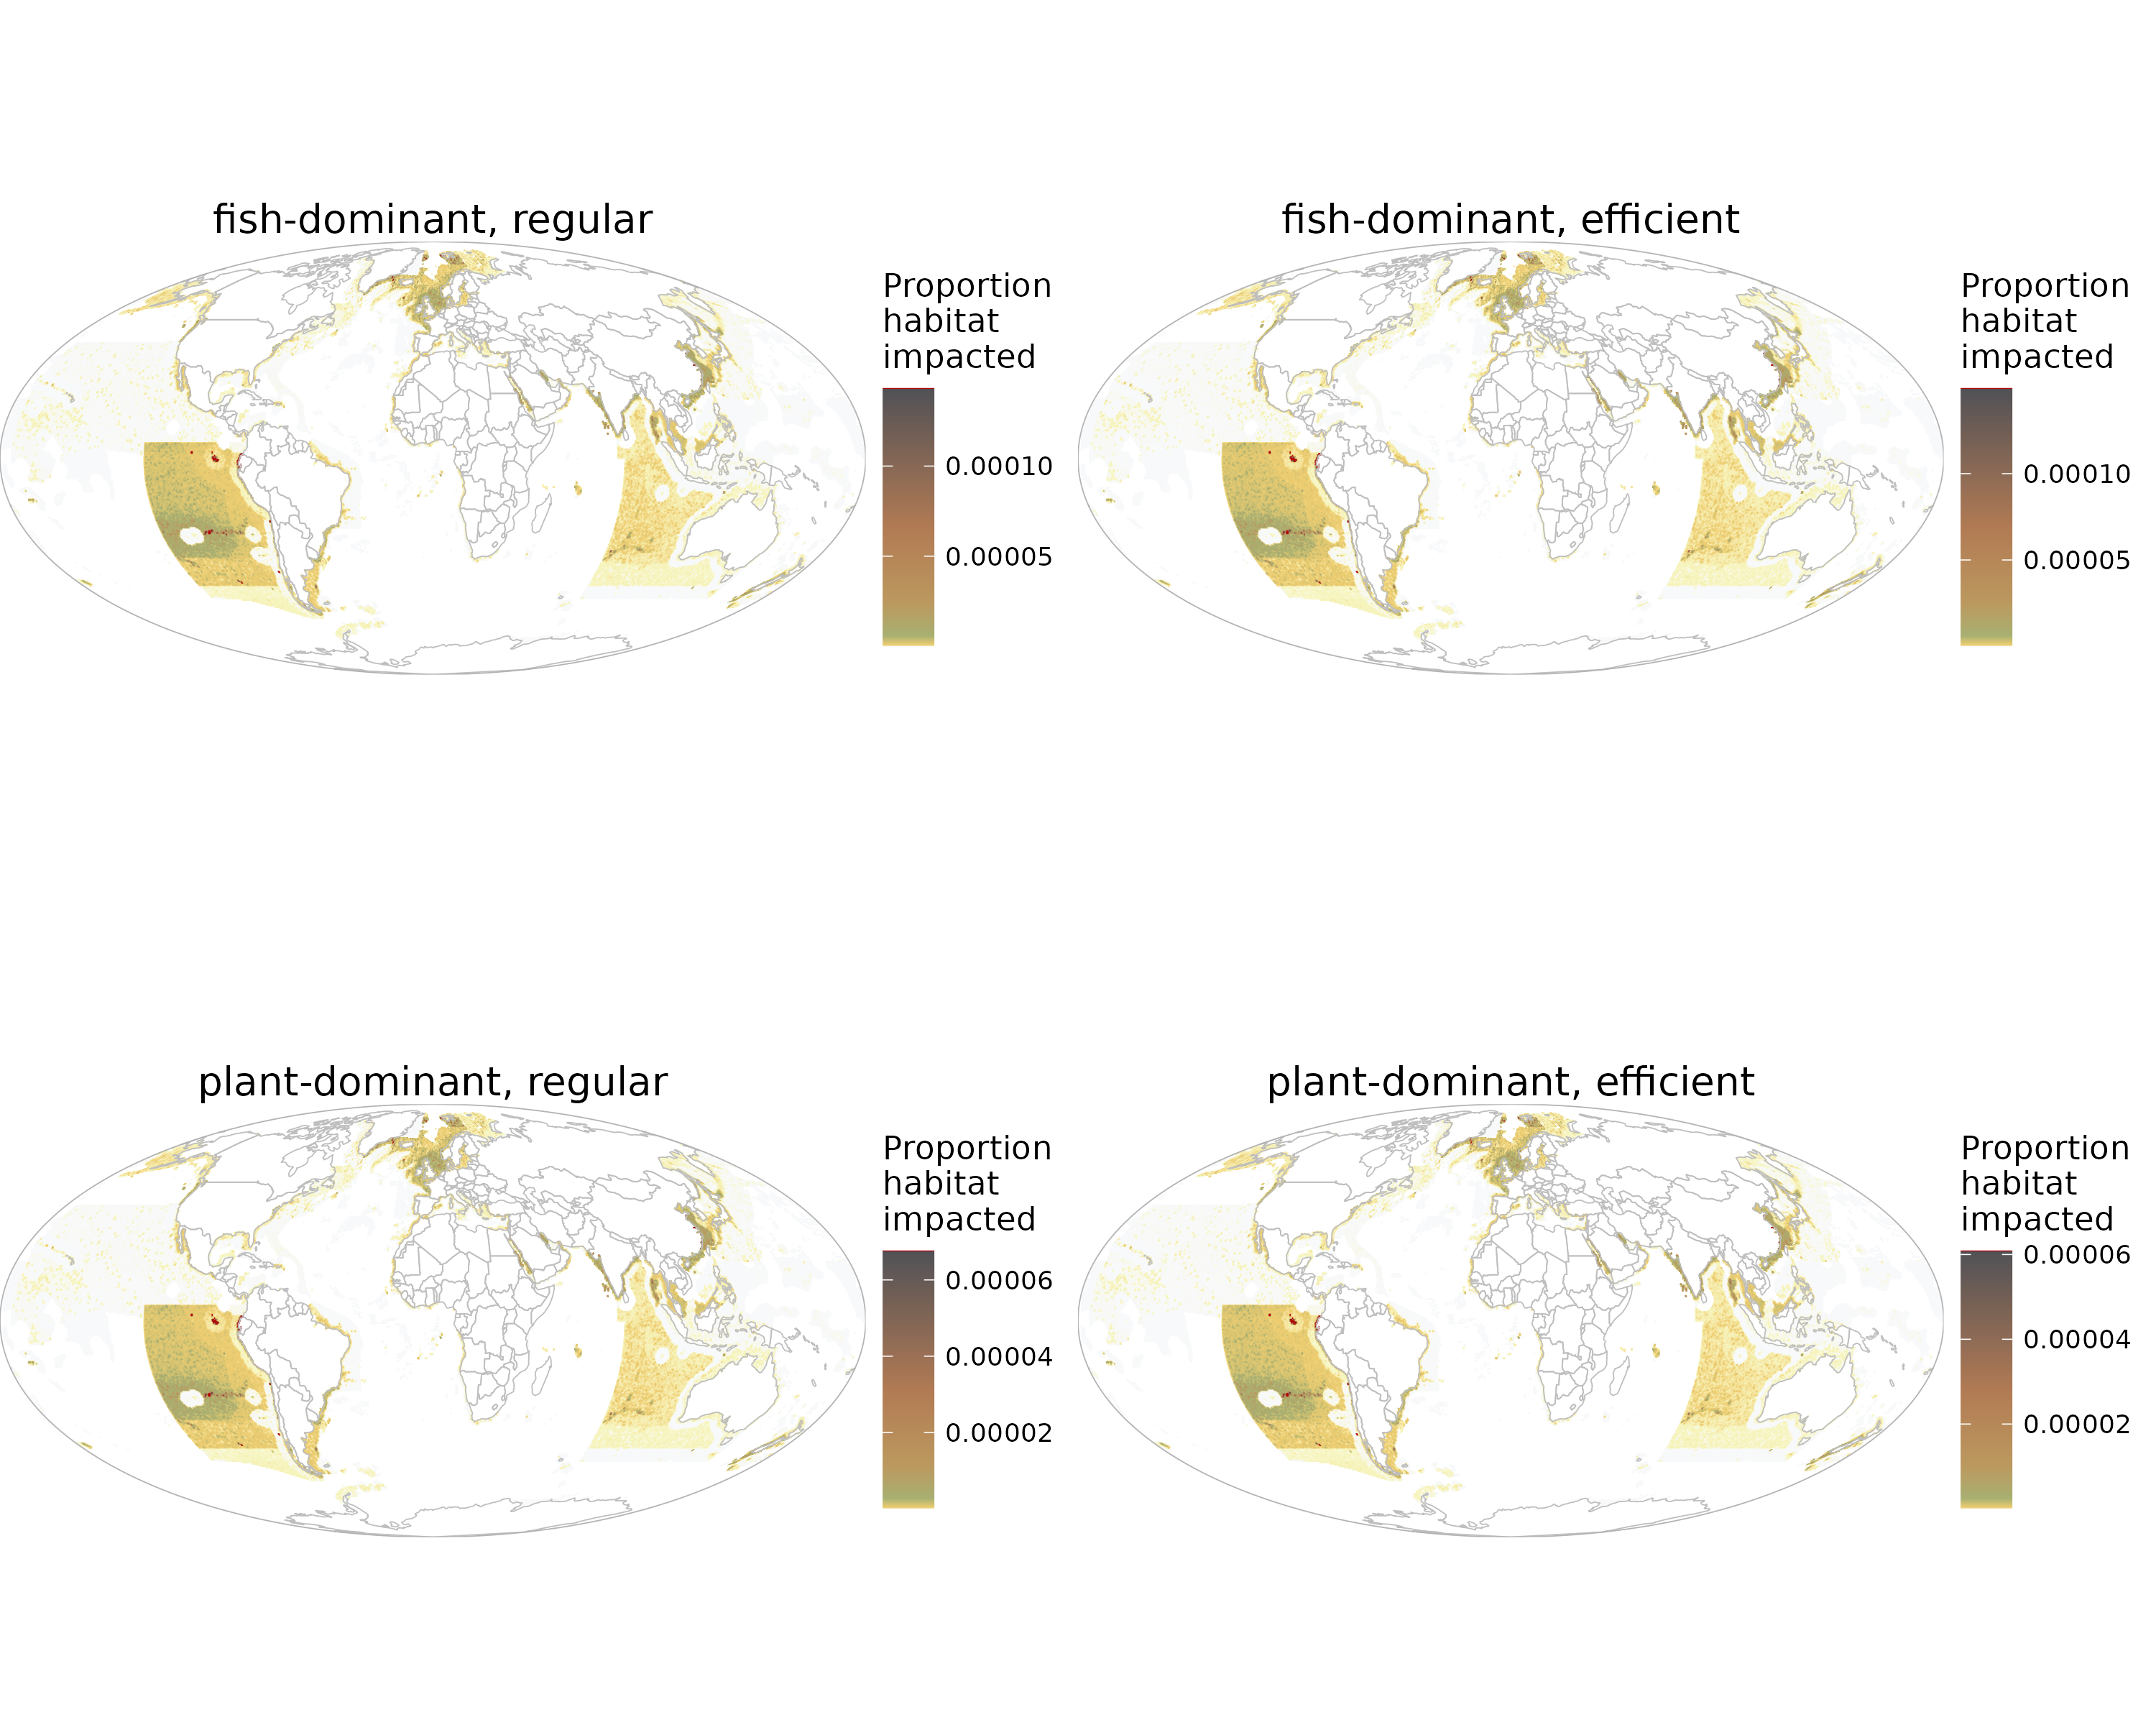 fish-dominant, regular
Proportion
habitat
impacted
0.00010
0.00005
fish-dominant, efficient
Proportion
habitat
impacted
0.00010
0.00005
plant-dominant, regular
Proportion
habitat
impacted
0.00006
0.00004
0.00002
plant-dominant, efficient
Proportion
habitat
impacted
0.00006
0.00004
0.00002